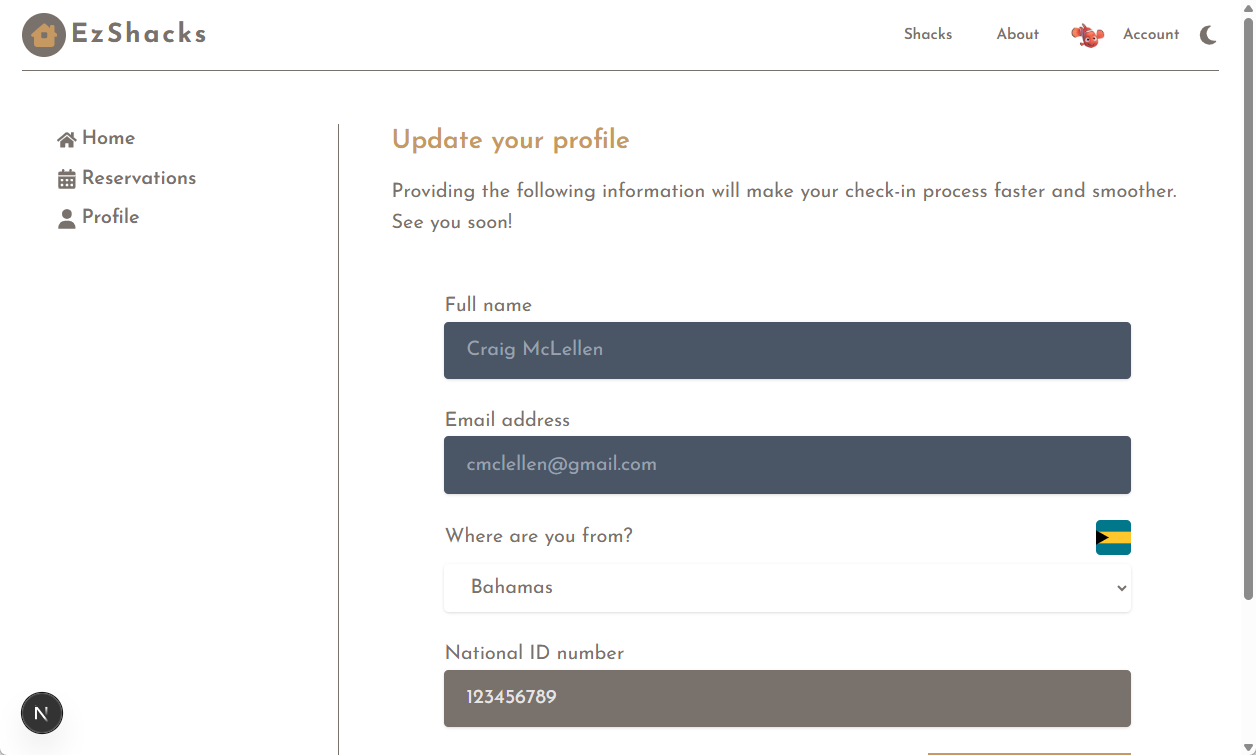 EzShacks
Shacks
About
Account
Home
Reservations
Profile
Update your profile
Providing the following information will make your check-in process faster and smoother.
See you soon!
Full name
Craig McLellen
Email address
cmclellen@gmail.com
Where are you from?
Bahamas
National ID number
123456789
N